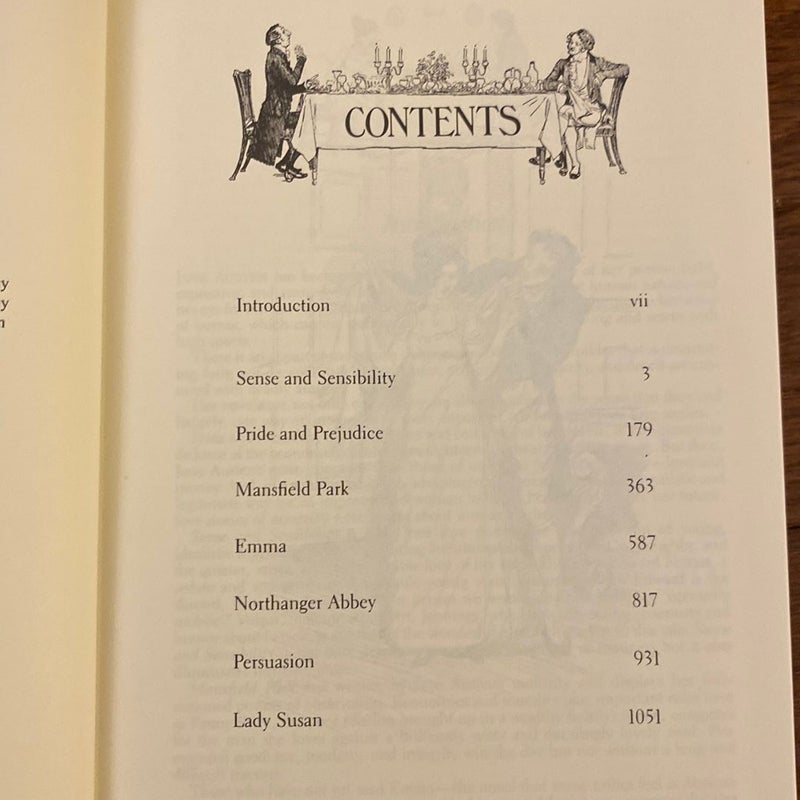 CONTENTS
Introduction vii
Sense and Sensibility 3
Pride and Prejudice 179
Mansfield Park 363
Emma 587
Northanger Abbey 817
Persuasion 931
Lady Susan 1051